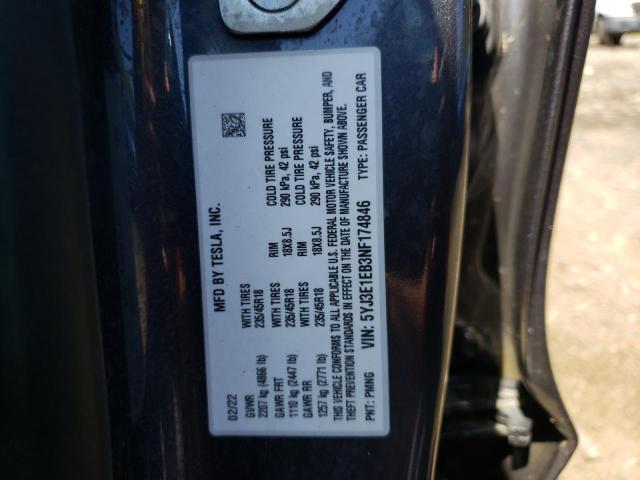 MFD BY TESLA, INC.
02/22
GVWR WITH TIRES RIM COLD TIRE PRESSURE
2207 kg (4866 lb) 235/45R18 18X8.5J 290 kPa, 42 psi
GAWR FRT WITH TIRES RIM COLD TIRE PRESSURE
1110 kg (2447 lb) 235/45R18 18X8.5J 290 kPa, 42 psi
GAWR RR WITH TIRES
1257 kg (2771 lb) 235/45R18
THIS VEHICLE CONFORMS TO ALL APPLICABLE U.S. FEDERAL MOTOR VEHICLE SAFETY, BUMPER, AND
THEFT PREVENTION STANDARDS IN EFFECT ON THE DATE OF MANUFACTURE SHOWN ABOVE.
VIN: 5YJ3E1EB3NF174846
PNT: PMNG TYPE: PASSENGER CAR